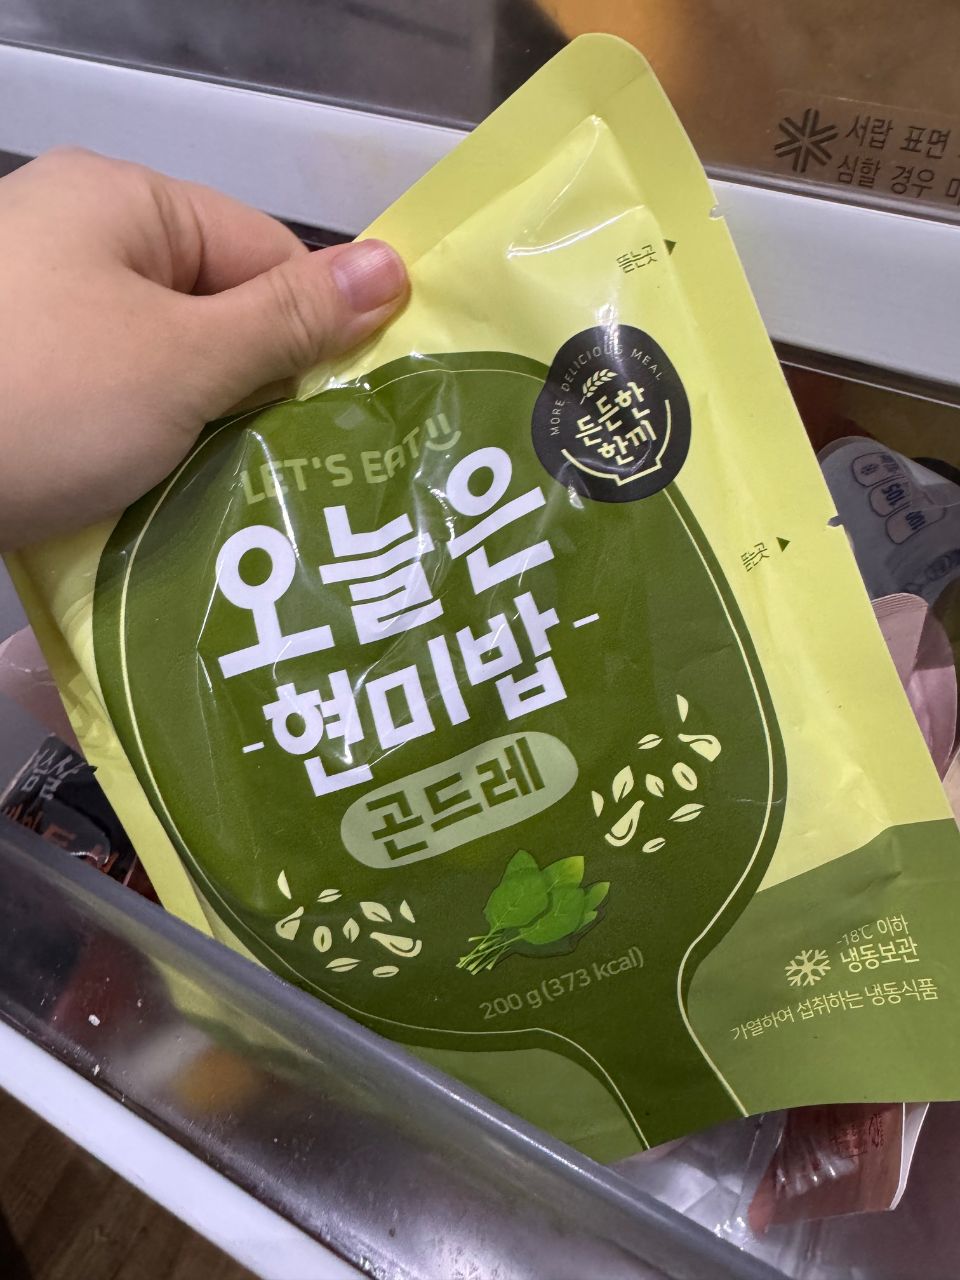 서랍 표면
심할 경우
뜯는곳
MORE DELICIOUS MEAL
든든한
한끼
LET'S EAT
오늘은
현미밥
곤드레
뜯는곳
200 g (373 kcal)
-18℃ 이하
냉동보관
가열하여 섭취하는 냉동식품